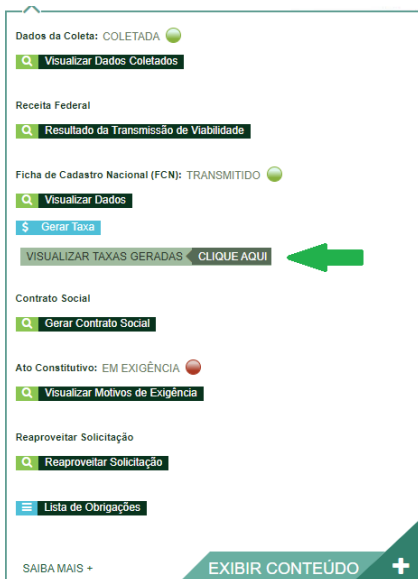 Dados da Coleta: COLETADA
Visualizar Dados Coletados
Receita Federal
Resultado da Transmissão de Viabilidade
Ficha de Cadastro Nacional (FCN): TRANSMITIDO
Visualizar Dados
$ Gerar Taxa
VISUALIZAR TAXAS GERADAS CLIQUE AQUI
Contrato Social
Gerar Contrato Social
Ato Constitutivo: EM EXIGÊNCIA
Visualizar Motivos de Exigência
Reaproveitar Solicitação
Reaproveitar Solicitação
Lista de Obrigações
SAIBA MAIS +
EXIBIR CONTEÚDO +